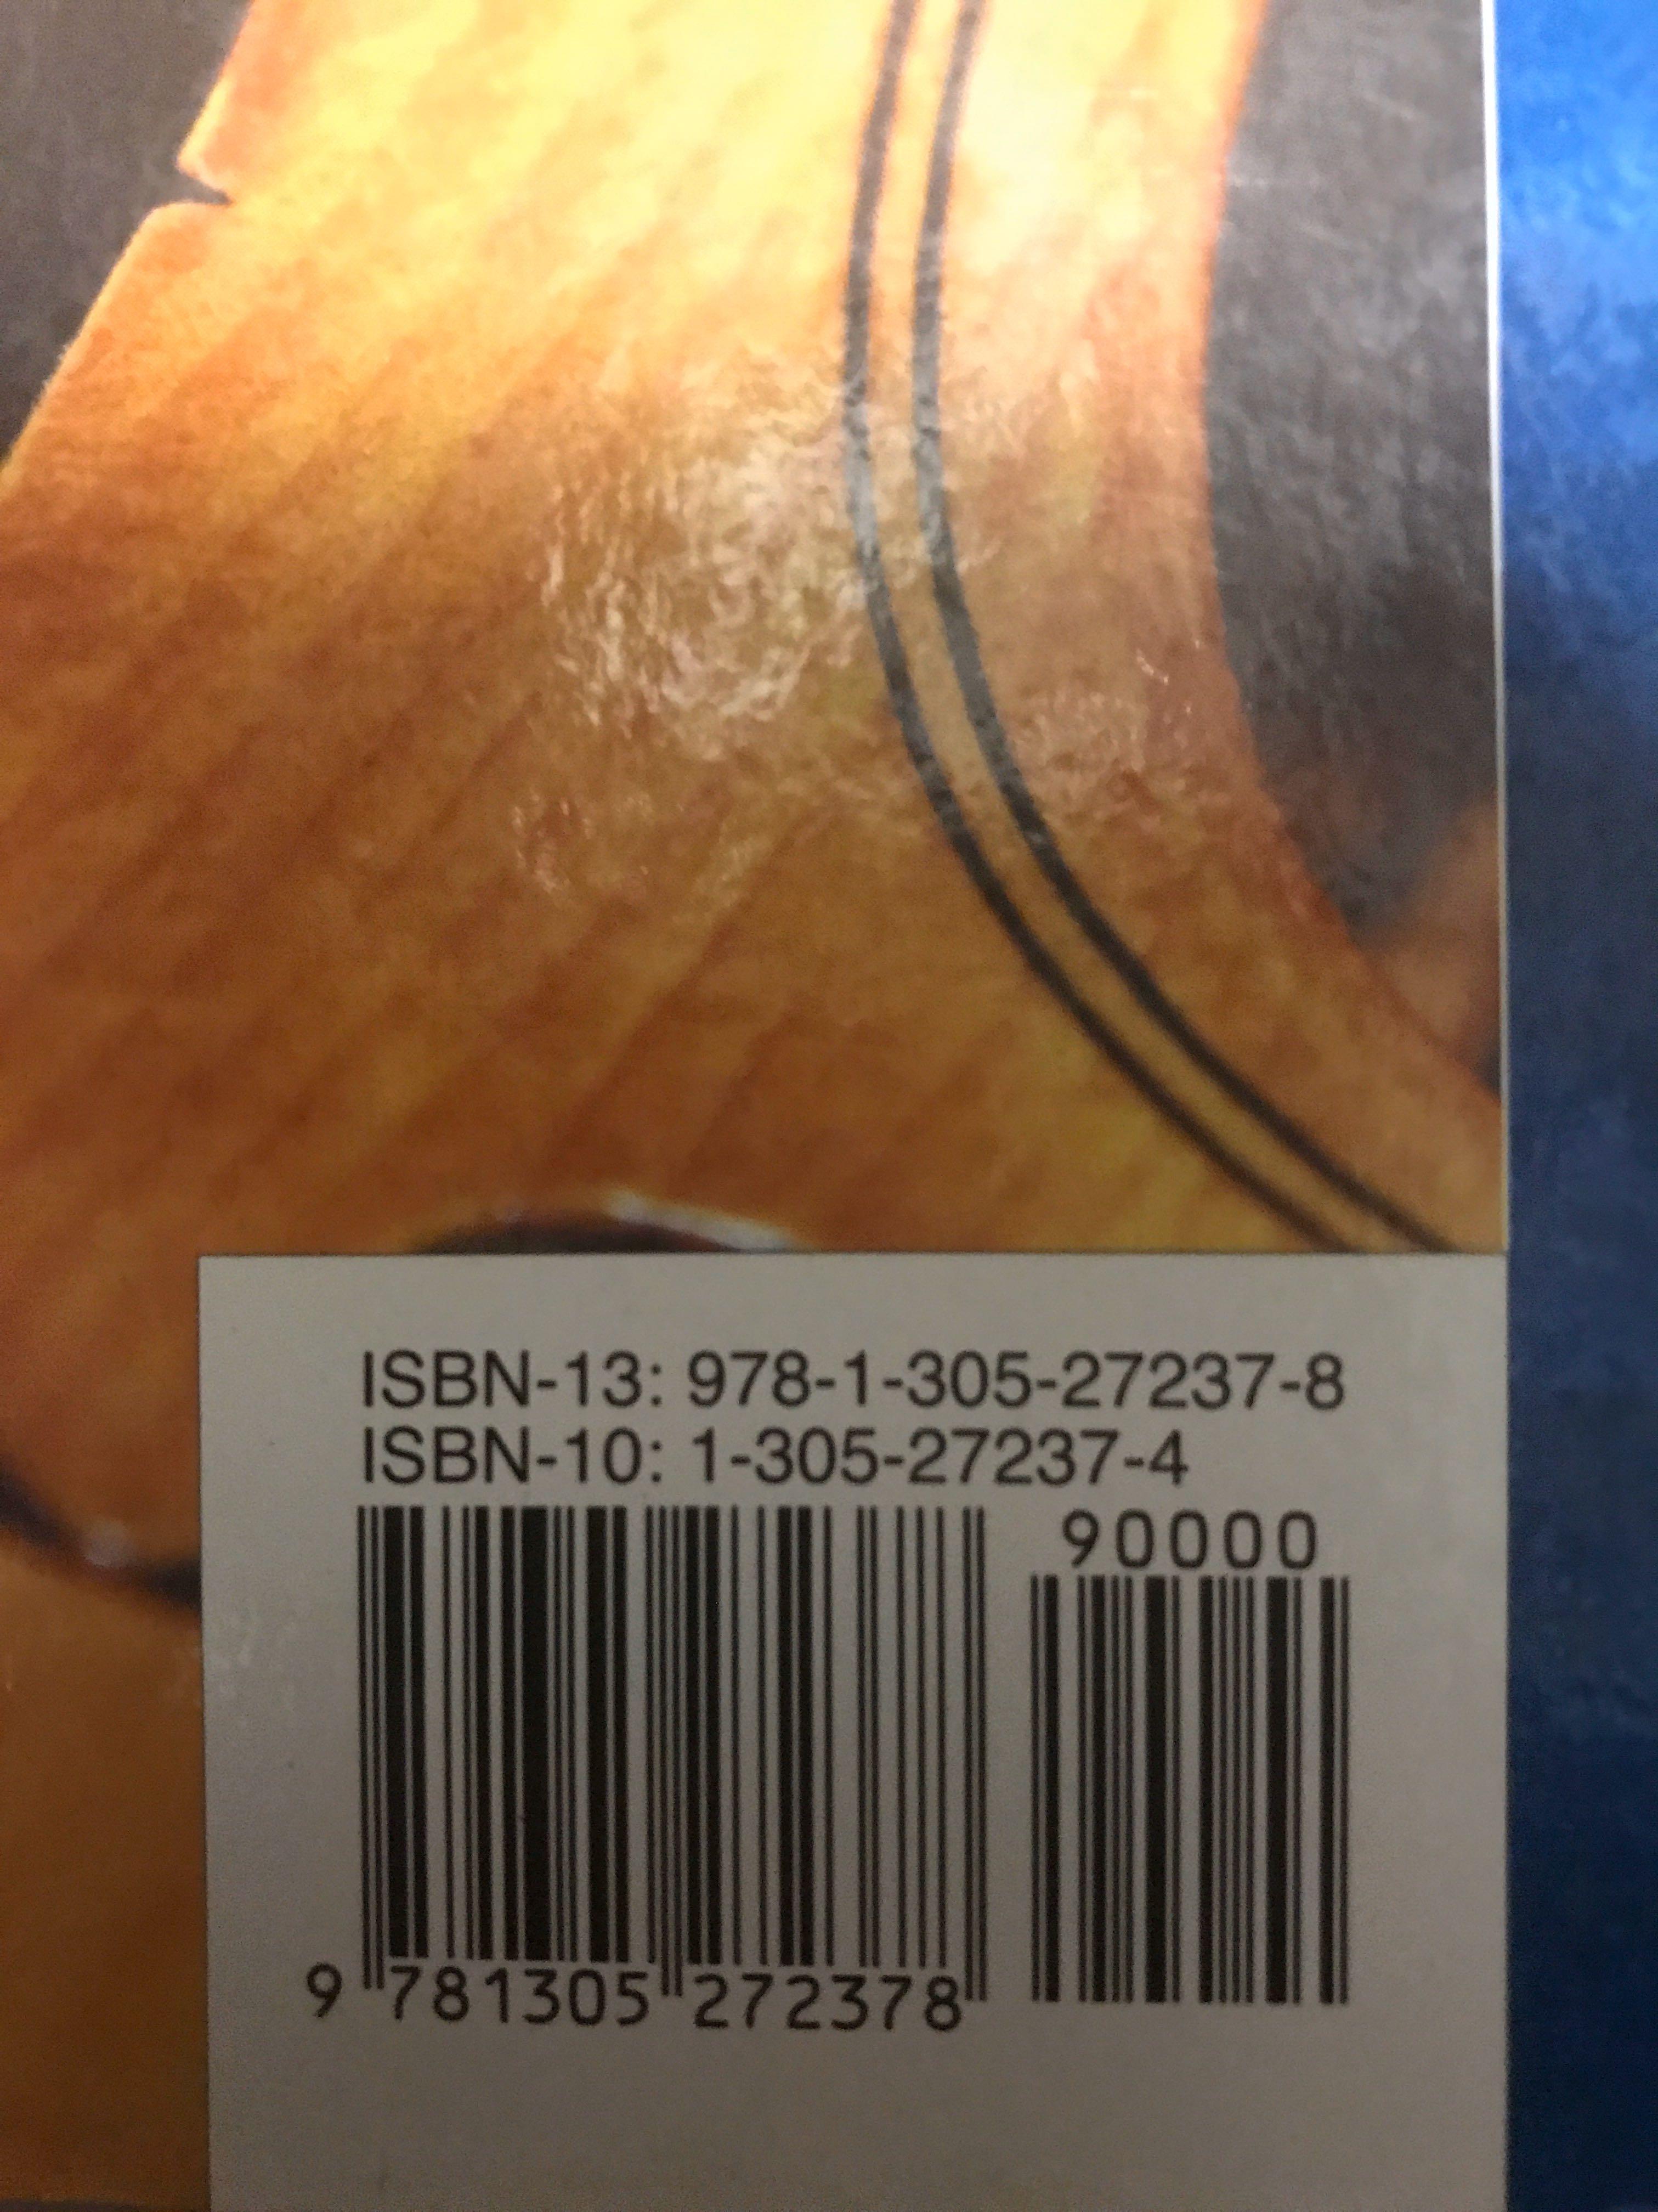 ISBN-13: 978-1-305-27237-8
ISBN-10: 1-305-27237-4
90000
9 781305 272378